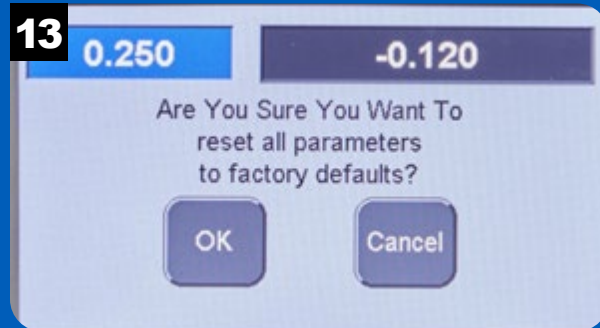 13
0.250 -0.120
Are You Sure You Want To
reset all parameters
to factory defaults?
OK Cancel